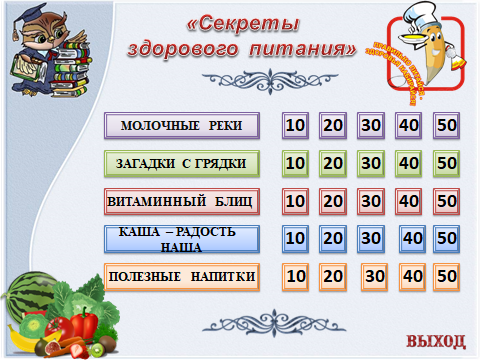 «Секреты
здорового питания»
МОЛОЧНЫЕ РЕКИ 10 20 30 40 50
ЗАГАДКИ С ГРЯДКИ 10 20 30 40 50
ВИТАМИННЫЙ БЛИЦ 10 20 30 40 50
КАША – РАДОСТЬ
НАША 10 20 30 40 50
ПОЛЕЗНЫЕ НАПИТКИ 10 20 30 40 50
ВЫХОД